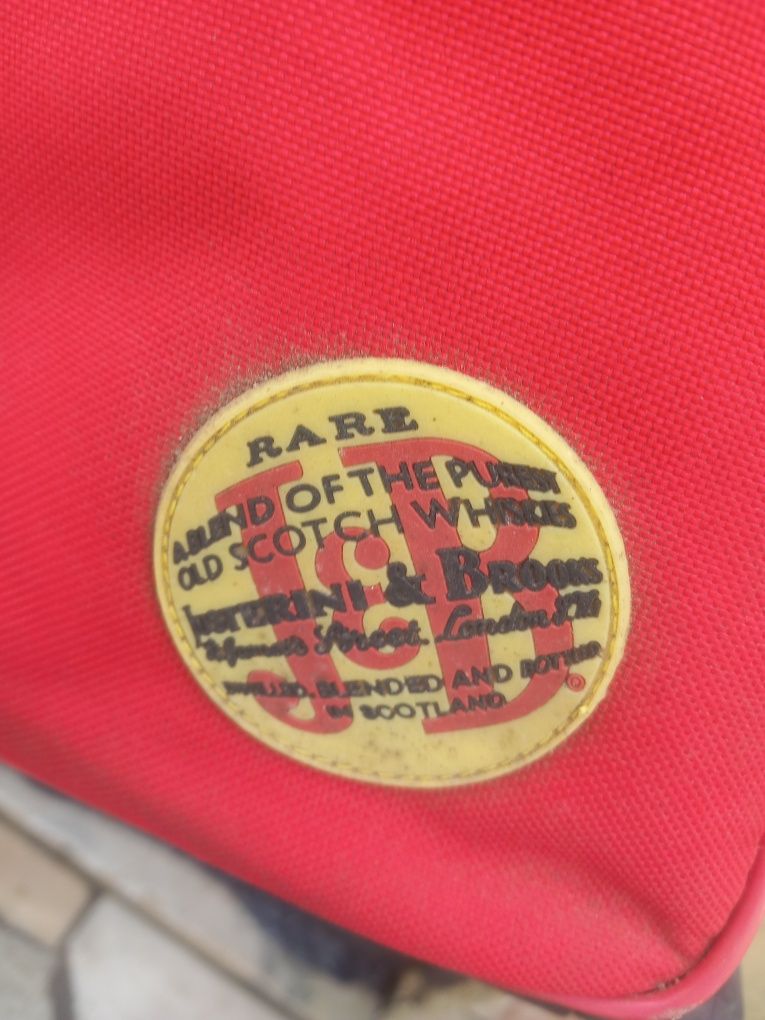 RARE
A BLEND OF THE PUREST
OLD SCOTCH WHISKIES
J&B
JUSTERINI & BROOKS
St James's Street London S.W.1
DISTILLED, BLENDED AND BOTTLED
IN SCOTLAND
©